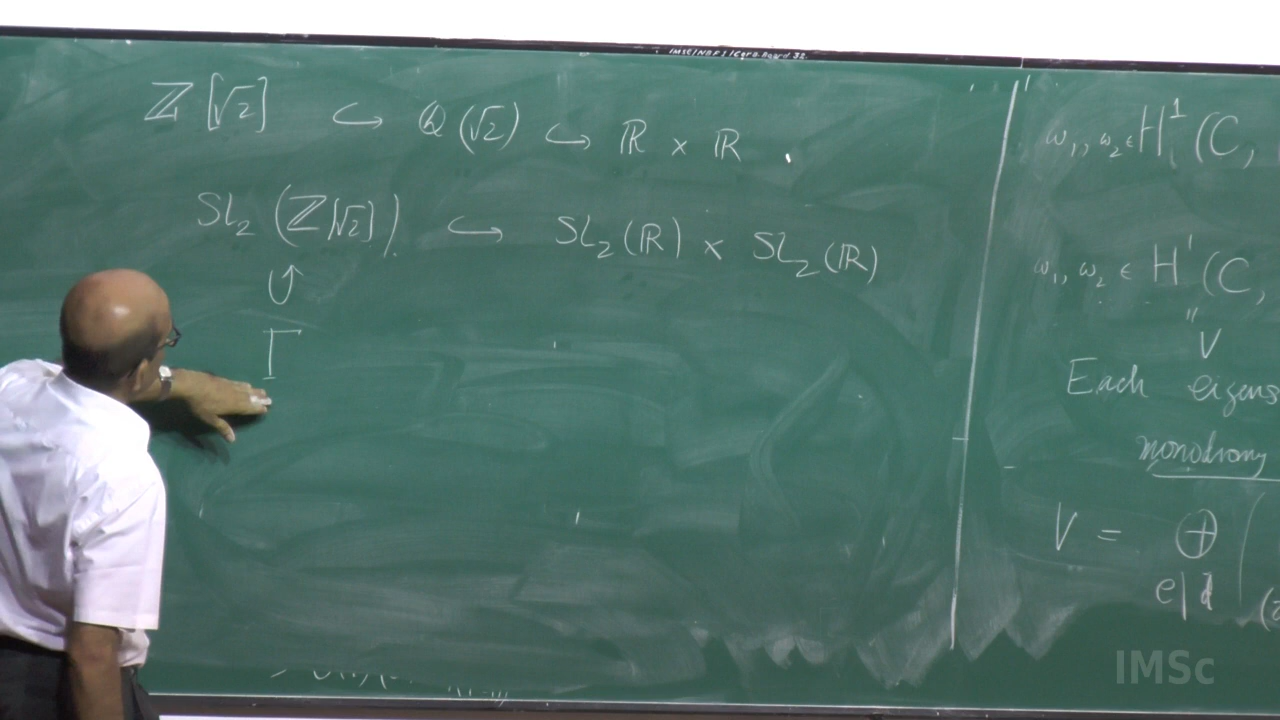 ℤ[√2] ↪ ℚ(√2) ↪ ℝ × ℝ .
SL₂(ℤ[√2]) ↪ SL₂(ℝ) × SL₂(ℝ)
∪↑
Γ
ω₁, ω₂ ∈ H¹(C,
ω₁, ω₂ ∈ H¹(C,
"
V
Each eigens
monodromy
V = ⊕
e|d
IMSc